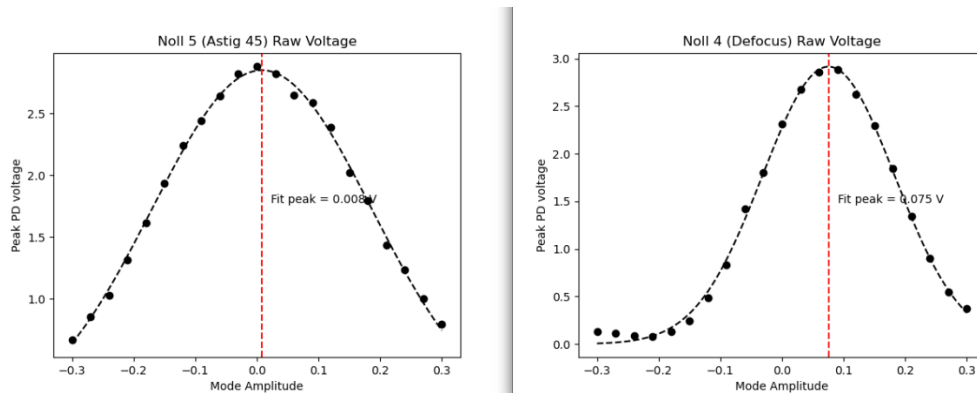 Noll 5 (Astig 45) Raw Voltage
Peak PD voltage
2.5
2.0
1.5
1.0
Fit peak = 0.008 V
−0.3 −0.2 −0.1 0.0 0.1 0.2 0.3
Mode Amplitude
Noll 4 (Defocus) Raw Voltage
Peak PD voltage
3.0
2.5
2.0
1.5
1.0
0.5
0.0
Fit peak = 0.075 V
−0.3 −0.2 −0.1 0.0 0.1 0.2 0.3
Mode Amplitude